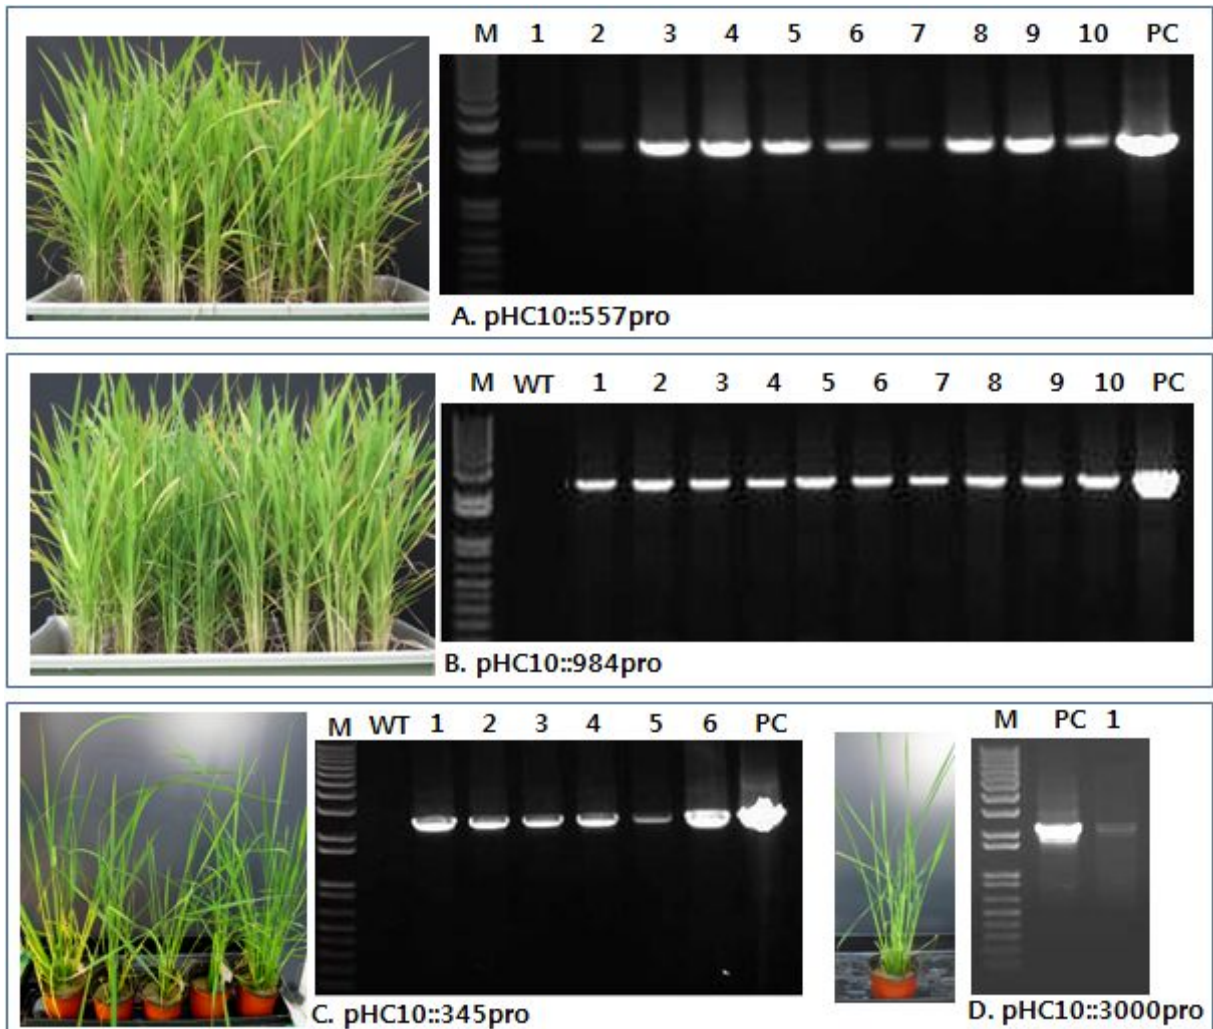 M 1 2 3 4 5 6 7 8 9 10 PC
A. pHC10::557pro
M WT 1 2 3 4 5 6 7 8 9 10 PC
B. pHC10::984pro
M WT 1 2 3 4 5 6 PC
C. pHC10::345pro
M PC 1
D. pHC10::3000pro